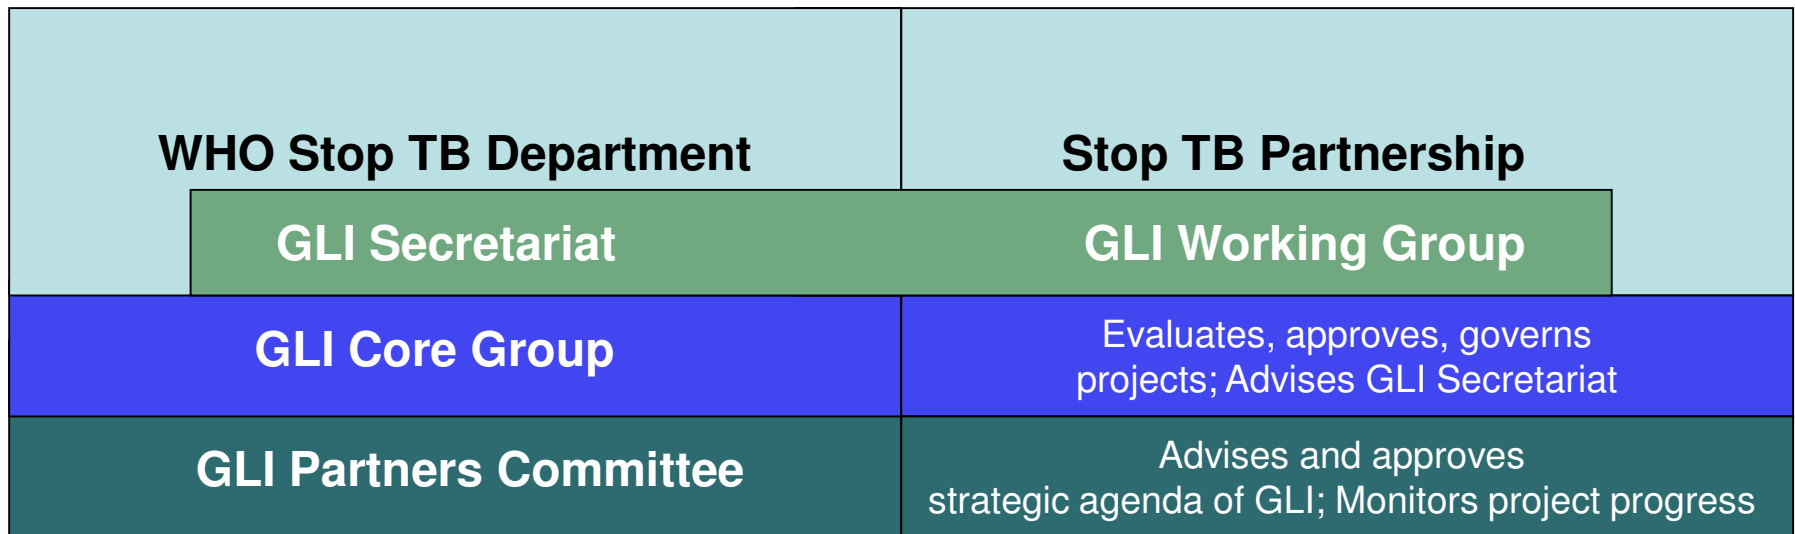 WHO Stop TB Department
Stop TB Partnership
GLI Secretariat
GLI Working Group
GLI Core Group
Evaluates, approves, governs
projects; Advises GLI Secretariat
GLI Partners Committee
Advises and approves
strategic agenda of GLI; Monitors project progress